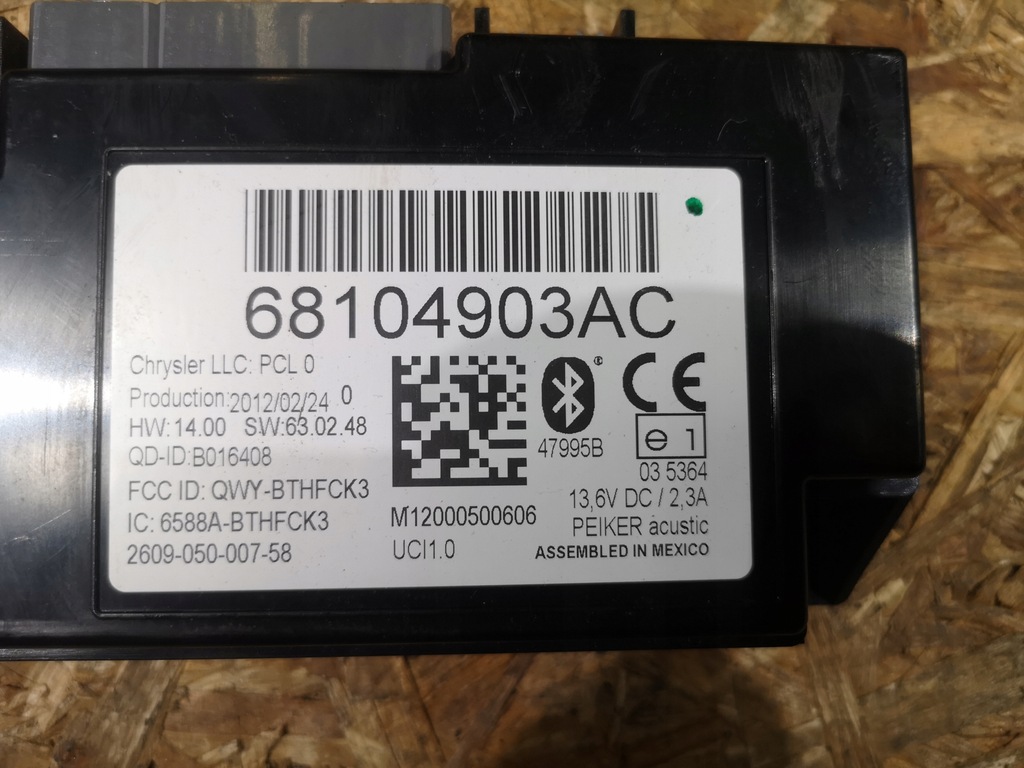 68104903AC
Chrysler LLC: PCL 0
Production: 2012/02/24 0
HW: 14.00 SW: 63.02.48
QD-ID: B016408
FCC ID: QWY-BTHFCK3
IC: 6588A-BTHFCK3
2609-050-007-58
M12000500606
UCI1.0
47995B
CE
e 1
03 5364
13,6V DC / 2,3A
PEIKER acustic
ASSEMBLED IN MEXICO